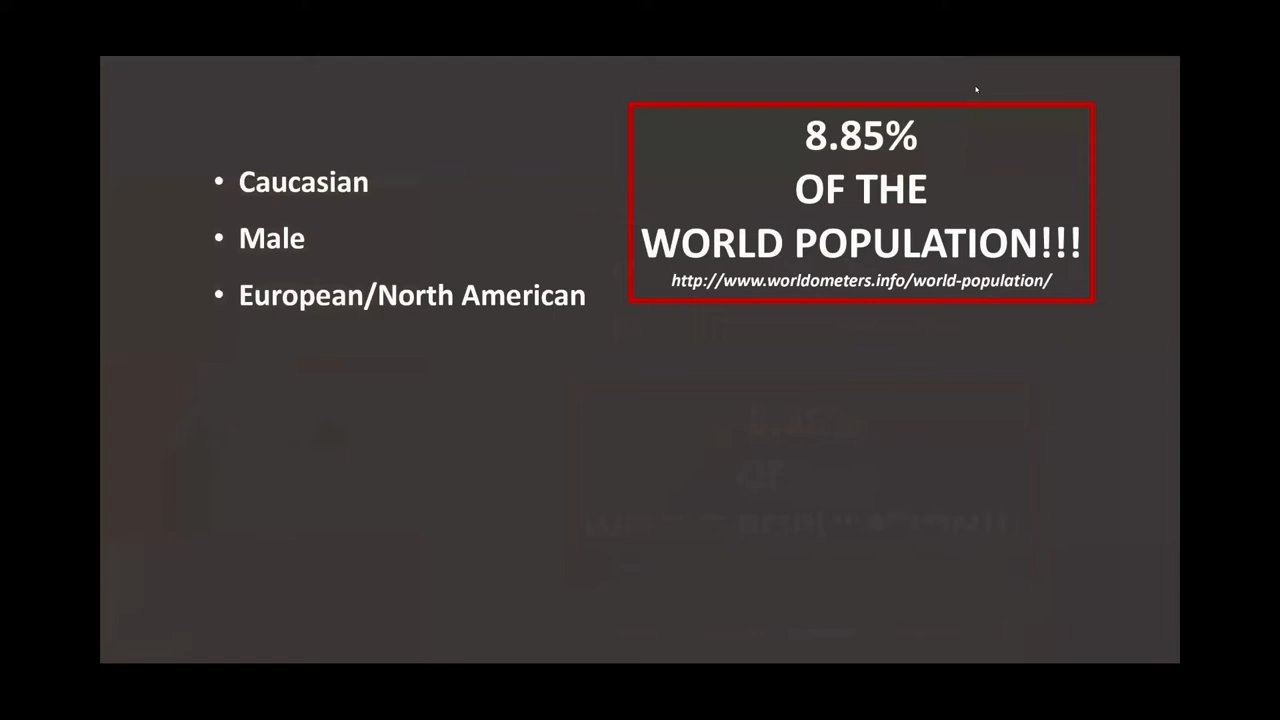 • Caucasian
• Male
• European/North American
8.85%
OF THE
WORLD POPULATION!!!
http://www.worldometers.info/world-population/